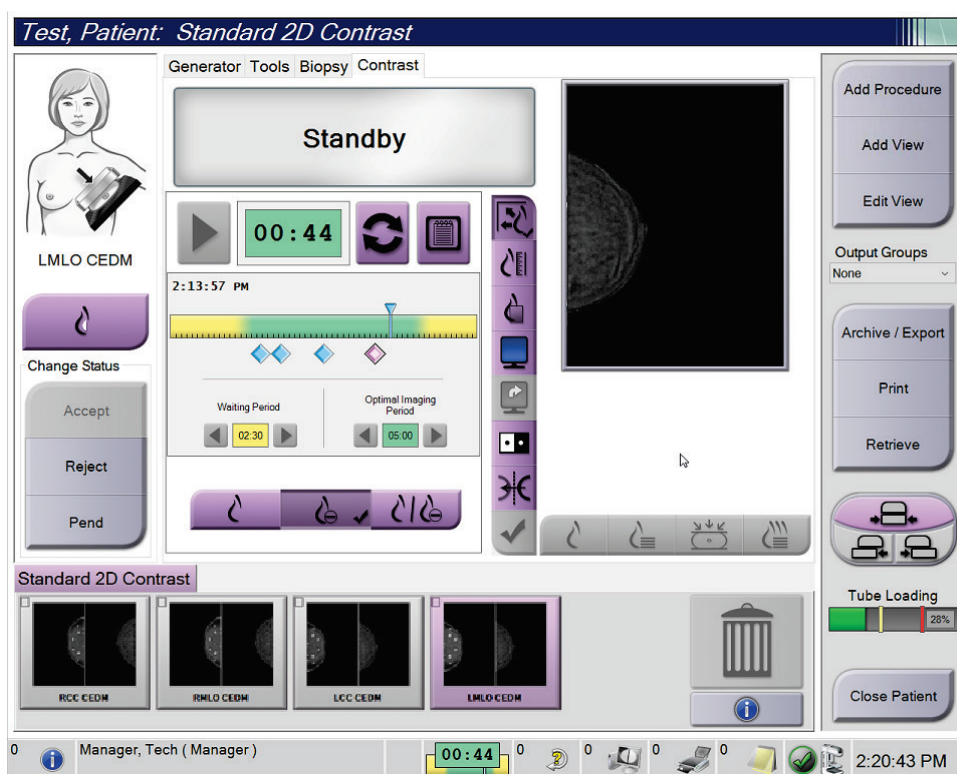 Test, Patient: Standard 2D Contrast
Generator Tools Biopsy Contrast
Standby
00:44
LMLO CEDM
2:13:57 PM
Change Status
Accept
Reject
Pend
Waiting Period
02:30
Optimal Imaging
Period
05:00
Add Procedure
Add View
Edit View
Output Groups
None
Archive / Export
Print
Retrieve
Tube Loading
28%
Close Patient
Standard 2D Contrast
RCC CEDM
RMLO CEDM
LCC CEDM
LMLO CEDM
0 Manager, Tech ( Manager ) 00:44 0 0 0 0 2:20:43 PM